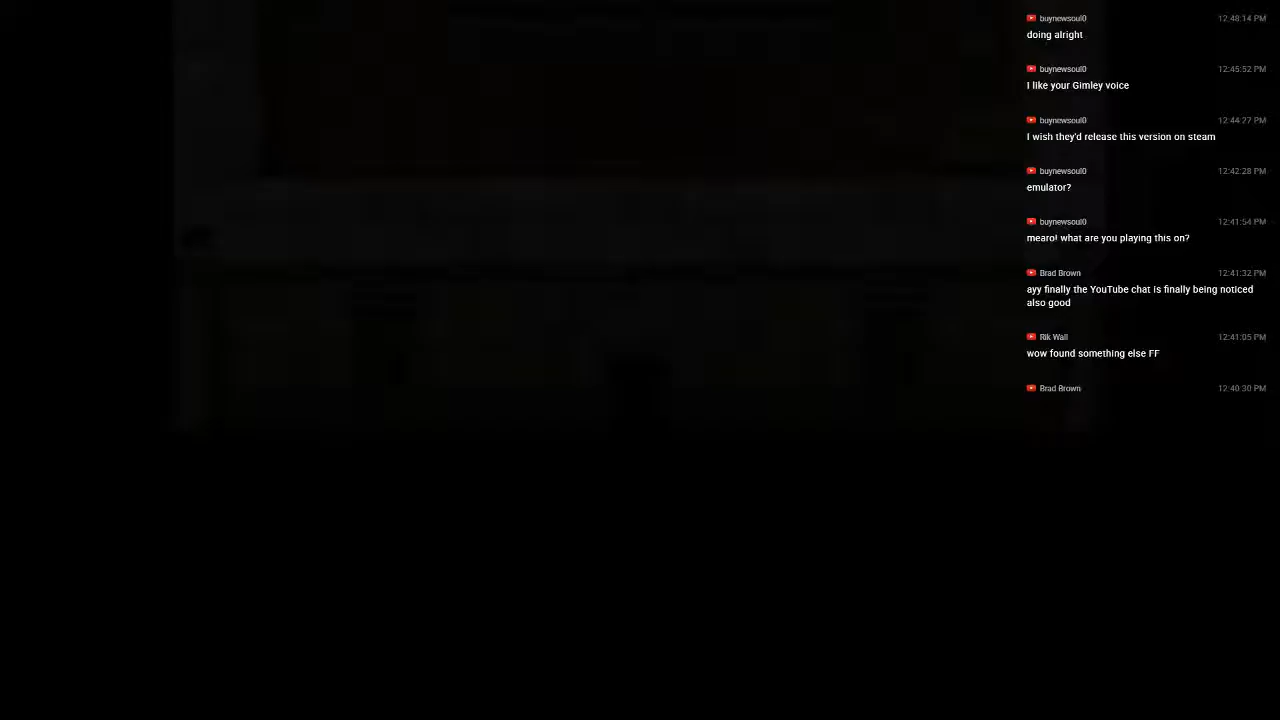 buynewsoul0 12:48:14 PM
doing alright
buynewsoul0 12:45:52 PM
I like your Gimley voice
buynewsoul0 12:44:27 PM
I wish they'd release this version on steam
buynewsoul0 12:42:28 PM
emulator?
buynewsoul0 12:41:54 PM
mearo! what are you playing this on?
Brad Brown 12:41:32 PM
ayy finally the YouTube chat is finally being noticed
also good
Rik Wall 12:41:05 PM
wow found something else FF
Brad Brown 12:40:30 PM